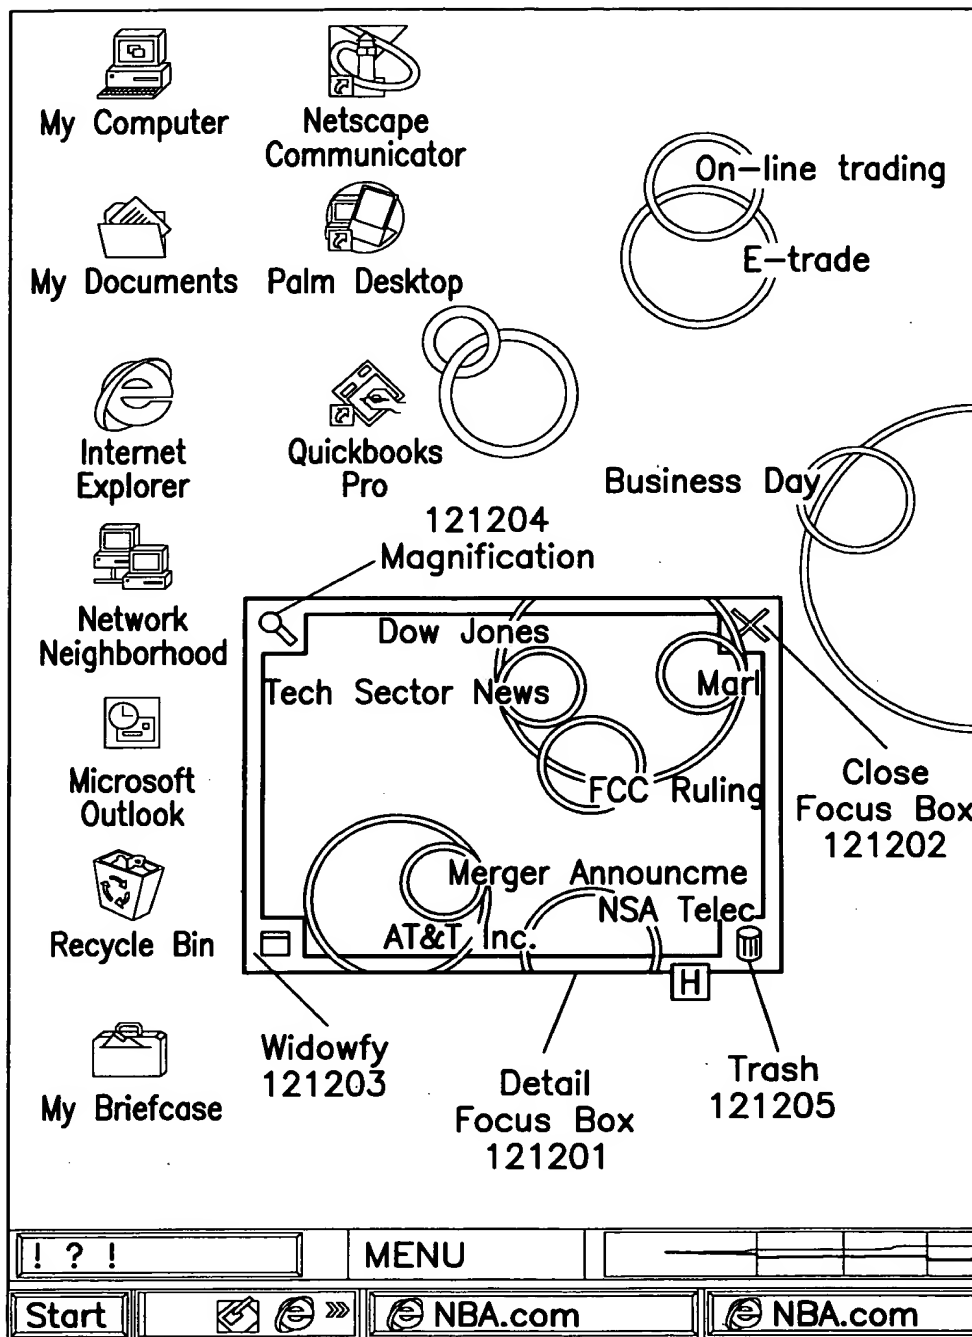 My Computer
Netscape
Communicator
On-line trading
E-trade
My Documents
Palm Desktop
Internet
Explorer
Quickbooks
Pro
Business Day
121204
Magnification
Network
Neighborhood
Dow Jones
Tech Sector News
Marl
FCC Ruling
Microsoft
Outlook
Close
Focus Box
121202
Merger Announcme
NSA Telec
AT&T Inc.
Recycle Bin
H
Widowfy
121203
Detail
Focus Box
121201
Trash
121205
My Briefcase
! ? !
MENU
Start
NBA.com
NBA.com